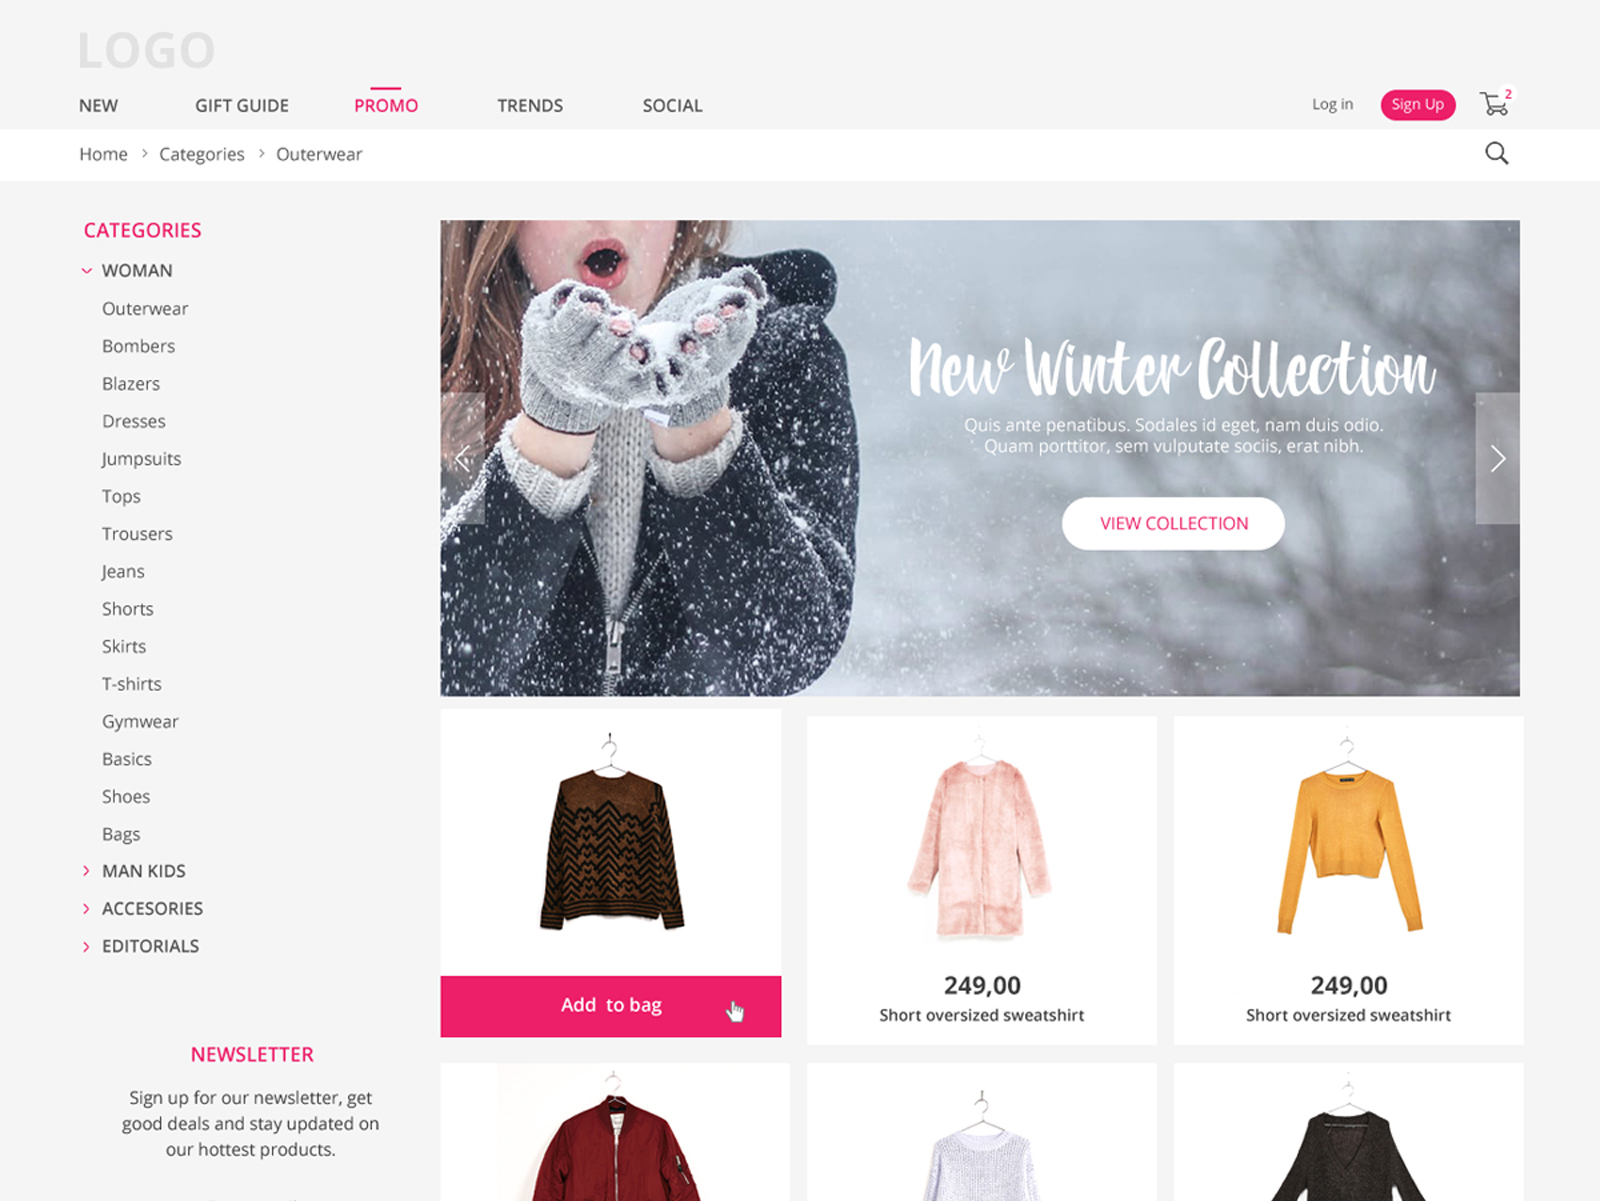 LOGO
NEW
GIFT GUIDE
PROMO
TRENDS
SOCIAL
Log in
Sign Up
2
Home > Categories > Outerwear
CATEGORIES
WOMAN
Outerwear
Bombers
Blazers
Dresses
Jumpsuits
Tops
Trousers
Jeans
Shorts
Skirts
T-shirts
Gymwear
Basics
Shoes
Bags
MAN KIDS
ACCESORIES
EDITORIALS
NEWSLETTER
Sign up for our newsletter, get
good deals and stay updated on
our hottest products.
New Winter Collection
Quis ante penatibus. Sodales id eget, nam duis odio.
Quam porttitor, sem vulputate sociis, erat nibh.
VIEW COLLECTION
Add to bag
249,00
Short oversized sweatshirt
249,00
Short oversized sweatshirt